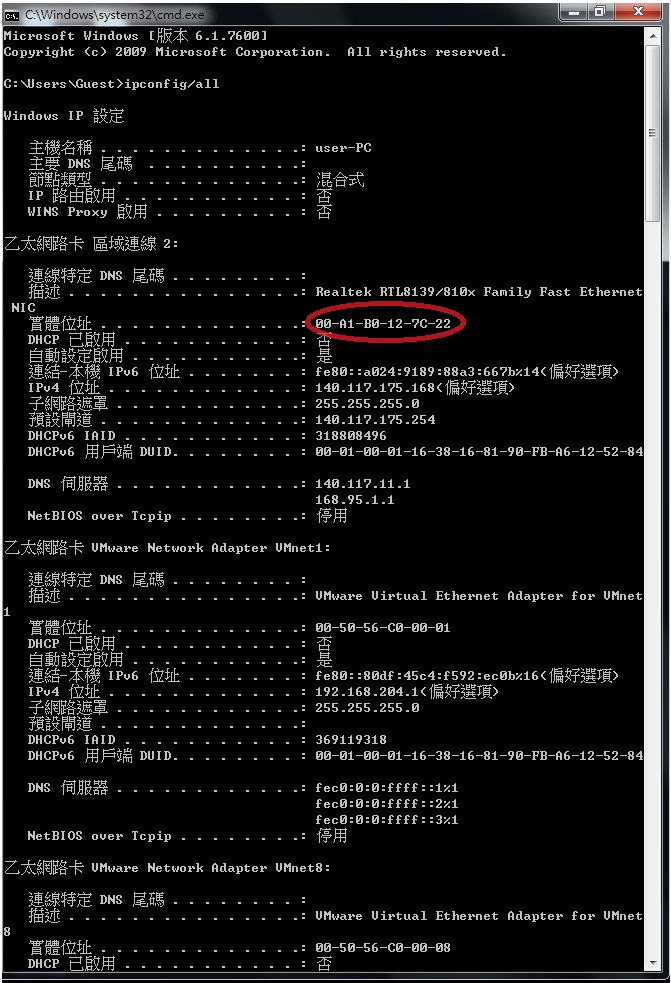 C:\Windows\system32\cmd.exe
Microsoft Windows [版本 6.1.7600]
Copyright (c) 2009 Microsoft Corporation.  All rights reserved.
C:\Users\Guest>ipconfig/all
Windows IP 設定
主機名稱 . . . . . . . . . . . . .: user-PC
主要 DNS 尾碼  . . . . . . . . . .:
節點類型 . . . . . . . . . . . . .: 混合式
IP 路由啟用 . . . . . . . . . . . : 否
WINS Proxy 啟用 . . . . . . . . . : 否
乙太網路卡 區域連線 2:
連線特定 DNS 尾碼 . . . . . . . . :
描述 . . . . . . . . . . . . . . .: Realtek RTL8139/810x Family Fast Ethernet
NIC
實體位址 . . . . . . . . . . . . .: 00-A1-B0-12-7C-22
DHCP 已啟用 . . . . . . . . . . . : 否
自動設定啟用 . . . . . . . . . . .: 是
連結-本機 IPv6 位址 . . . . . . . : fe80::a024:9189:88a3:667b%14(偏好選項)
IPv4 位址 . . . . . . . . . . . . : 140.117.175.168(偏好選項)
子網路遮罩 . . . . . . . . . . . .: 255.255.255.0
預設閘道 . . . . . . . . . . . . .: 140.117.175.254
DHCPv6 IAID . . . . . . . . . . . : 318808496
DHCPv6 用戶端 DUID. . . . . . . . : 00-01-00-01-16-38-16-81-90-FB-A6-12-52-84
DNS 伺服器 . . . . . . . . . . . .: 140.117.11.1
168.95.1.1
NetBIOS over Tcpip . . . . . . . .: 停用
乙太網路卡 VMware Network Adapter VMnet1:
連線特定 DNS 尾碼 . . . . . . . . :
描述 . . . . . . . . . . . . . . .: VMware Virtual Ethernet Adapter for VMnet
1
實體位址 . . . . . . . . . . . . .: 00-50-56-C0-00-01
DHCP 已啟用 . . . . . . . . . . . : 否
自動設定啟用 . . . . . . . . . . .: 是
連結-本機 IPv6 位址 . . . . . . . : fe80::80df:45c4:f592:ec0b%16(偏好選項)
IPv4 位址 . . . . . . . . . . . . : 192.168.204.1(偏好選項)
子網路遮罩 . . . . . . . . . . . .: 255.255.255.0
預設閘道 . . . . . . . . . . . . .:
DHCPv6 IAID . . . . . . . . . . . : 369119318
DHCPv6 用戶端 DUID. . . . . . . . : 00-01-00-01-16-38-16-81-90-FB-A6-12-52-84
DNS 伺服器 . . . . . . . . . . . .: fec0:0:0:ffff::1%1
fec0:0:0:ffff::2%1
fec0:0:0:ffff::3%1
NetBIOS over Tcpip . . . . . . . .: 停用
乙太網路卡 VMware Network Adapter VMnet8:
連線特定 DNS 尾碼 . . . . . . . . :
描述 . . . . . . . . . . . . . . .: VMware Virtual Ethernet Adapter for VMnet
8
實體位址 . . . . . . . . . . . . .: 00-50-56-C0-00-08
DHCP 已啟用 . . . . . . . . . . . : 否